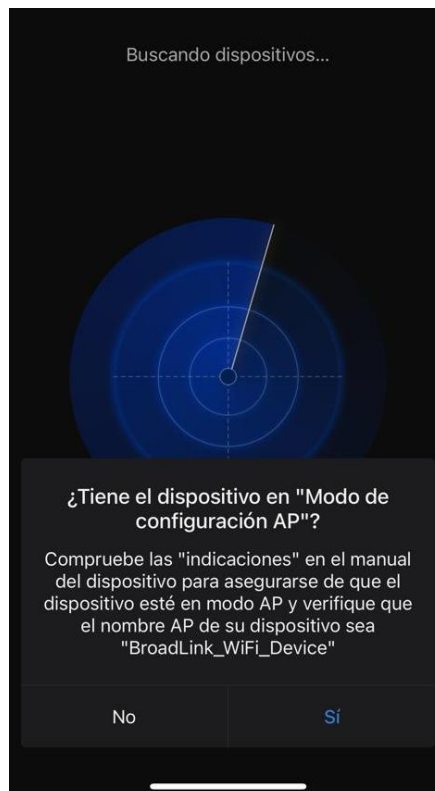 Buscando dispositivos...
¿Tiene el dispositivo en "Modo de
configuración AP"?
Compruebe las "indicaciones" en el manual
del dispositivo para asegurarse de que el
dispositivo esté en modo AP y verifique que
el nombre AP de su dispositivo sea
"BroadLink_WiFi_Device"
No
Sí